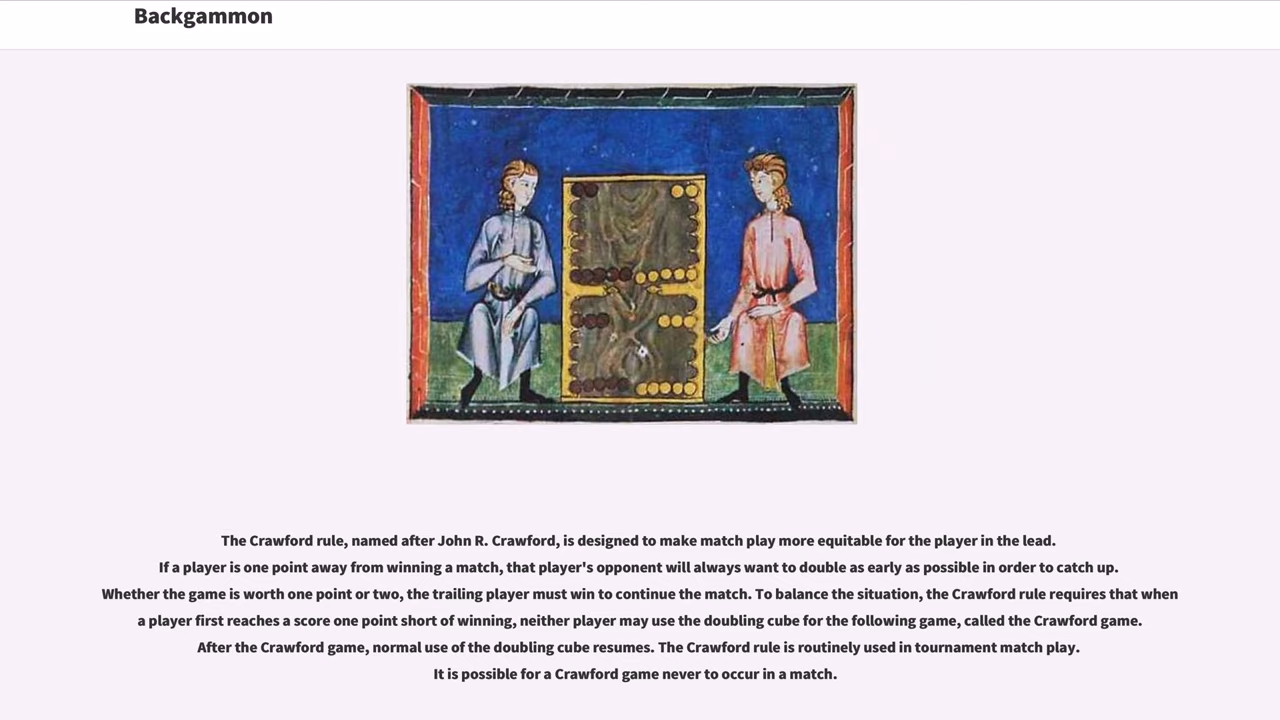 Backgammon
The Crawford rule, named after John R. Crawford, is designed to make match play more equitable for the player in the lead.
If a player is one point away from winning a match, that player's opponent will always want to double as early as possible in order to catch up.
Whether the game is worth one point or two, the trailing player must win to continue the match. To balance the situation, the Crawford rule requires that when
a player first reaches a score one point short of winning, neither player may use the doubling cube for the following game, called the Crawford game.
After the Crawford game, normal use of the doubling cube resumes. The Crawford rule is routinely used in tournament match play.
It is possible for a Crawford game never to occur in a match.